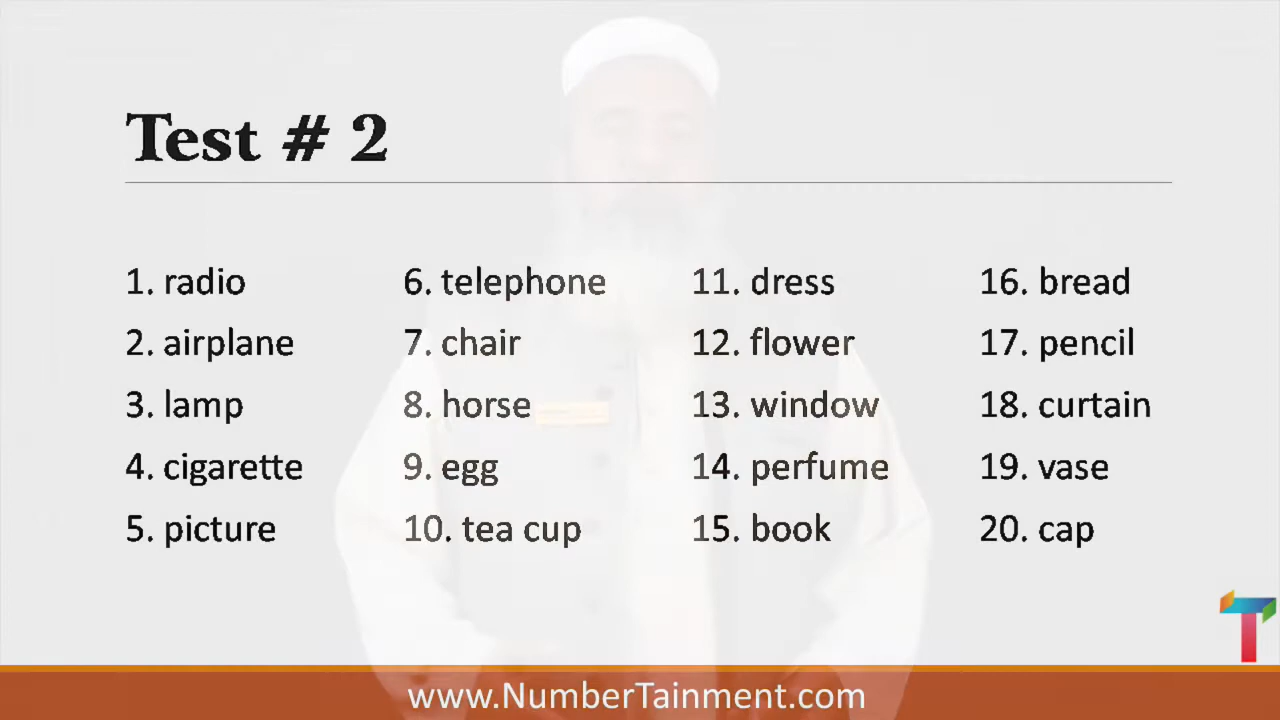 Test # 2
1. radio
2. airplane
3. lamp
4. cigarette
5. picture
6. telephone
7. chair
8. horse
9. egg
10. tea cup
11. dress
12. flower
13. window
14. perfume
15. book
16. bread
17. pencil
18. curtain
19. vase
20. cap
www.NumberTainment.com